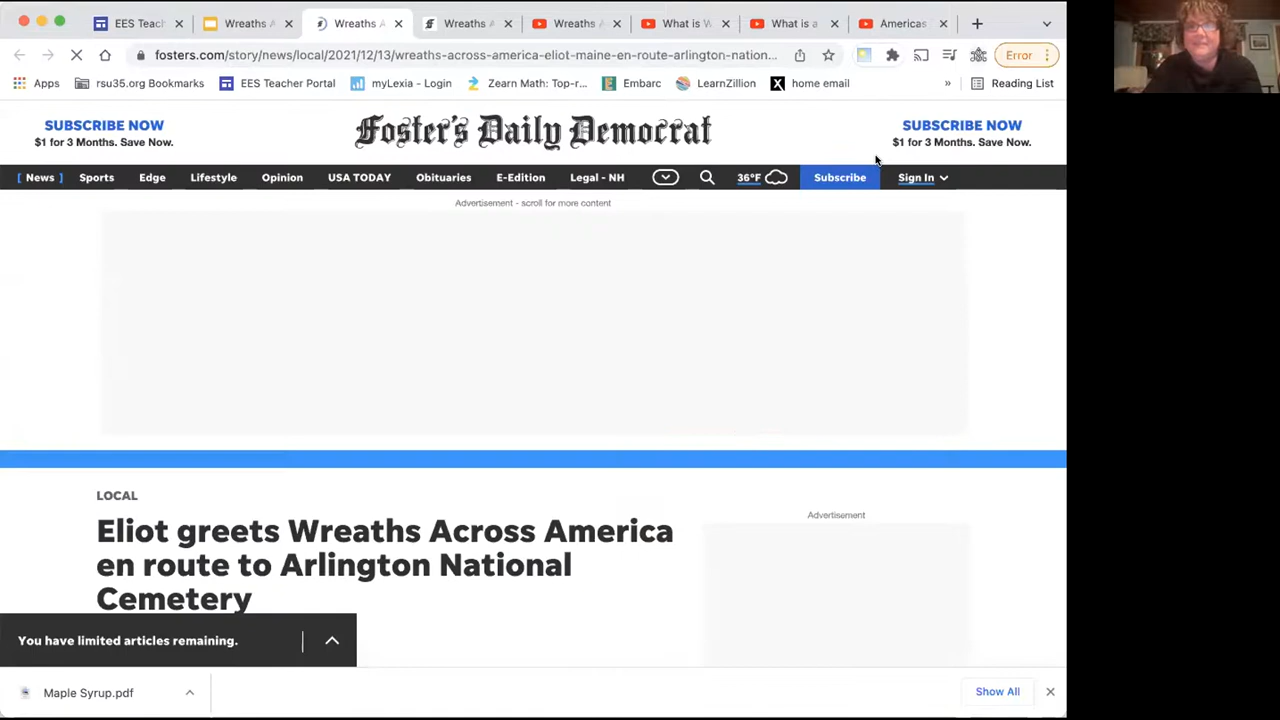 EES Teach
Wreaths A
Wreaths A
Wreaths A
Wreaths A
What is W
What is a
Americas
fosters.com/story/news/local/2021/12/13/wreaths-across-america-eliot-maine-en-route-arlington-nation...
Error
Apps
rsu35.org Bookmarks
EES Teacher Portal
myLexia - Login
Zearn Math: Top-r...
Embarc
LearnZillion
home email
»
Reading List
SUBSCRIBE NOW
$1 for 3 Months. Save Now.
Foster's Daily Democrat
SUBSCRIBE NOW
$1 for 3 Months. Save Now.
[ News ] Sports Edge Lifestyle Opinion USA TODAY Obituaries E-Edition Legal - NH 36°F Subscribe Sign In
Advertisement - scroll for more content
LOCAL
Eliot greets Wreaths Across America
en route to Arlington National
Cemetery
Advertisement
You have limited articles remaining.
Maple Syrup.pdf
Show All